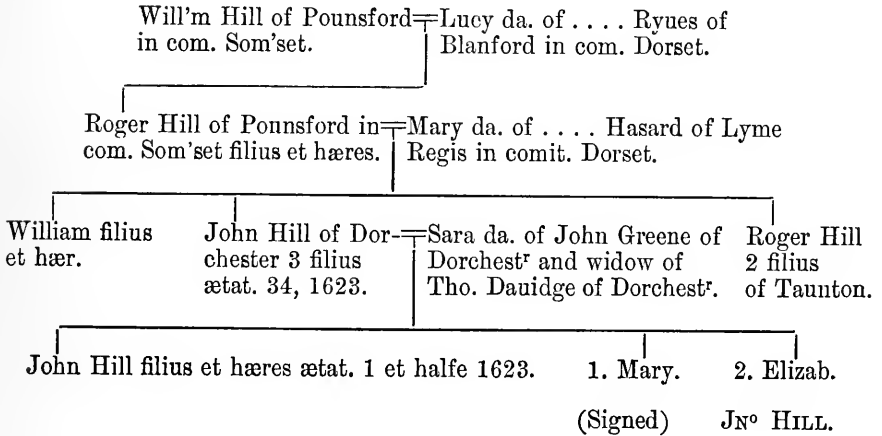 Will'm Hill of Pounsford=Lucy da. of . . . . Ryues of
in com. Som'set. Blanford in com. Dorset.
Roger Hill of Pounsford in=Mary da. of . . . . Hasard of Lyme
com. Som'set filius et hæres. Regis in comit. Dorset.
William filius
et hær.
John Hill of Dor-=Sara da. of John Greene of
chester 3 filius Dorchestʳ and widow of
ætat. 34, 1623. Tho. Dauidge of Dorchestʳ.
Roger Hill
2 filius
of Taunton.
John Hill filius et hæres ætat. 1 et halfe 1623. 1. Mary. 2. Elizab.
(Signed) JNº HILL.